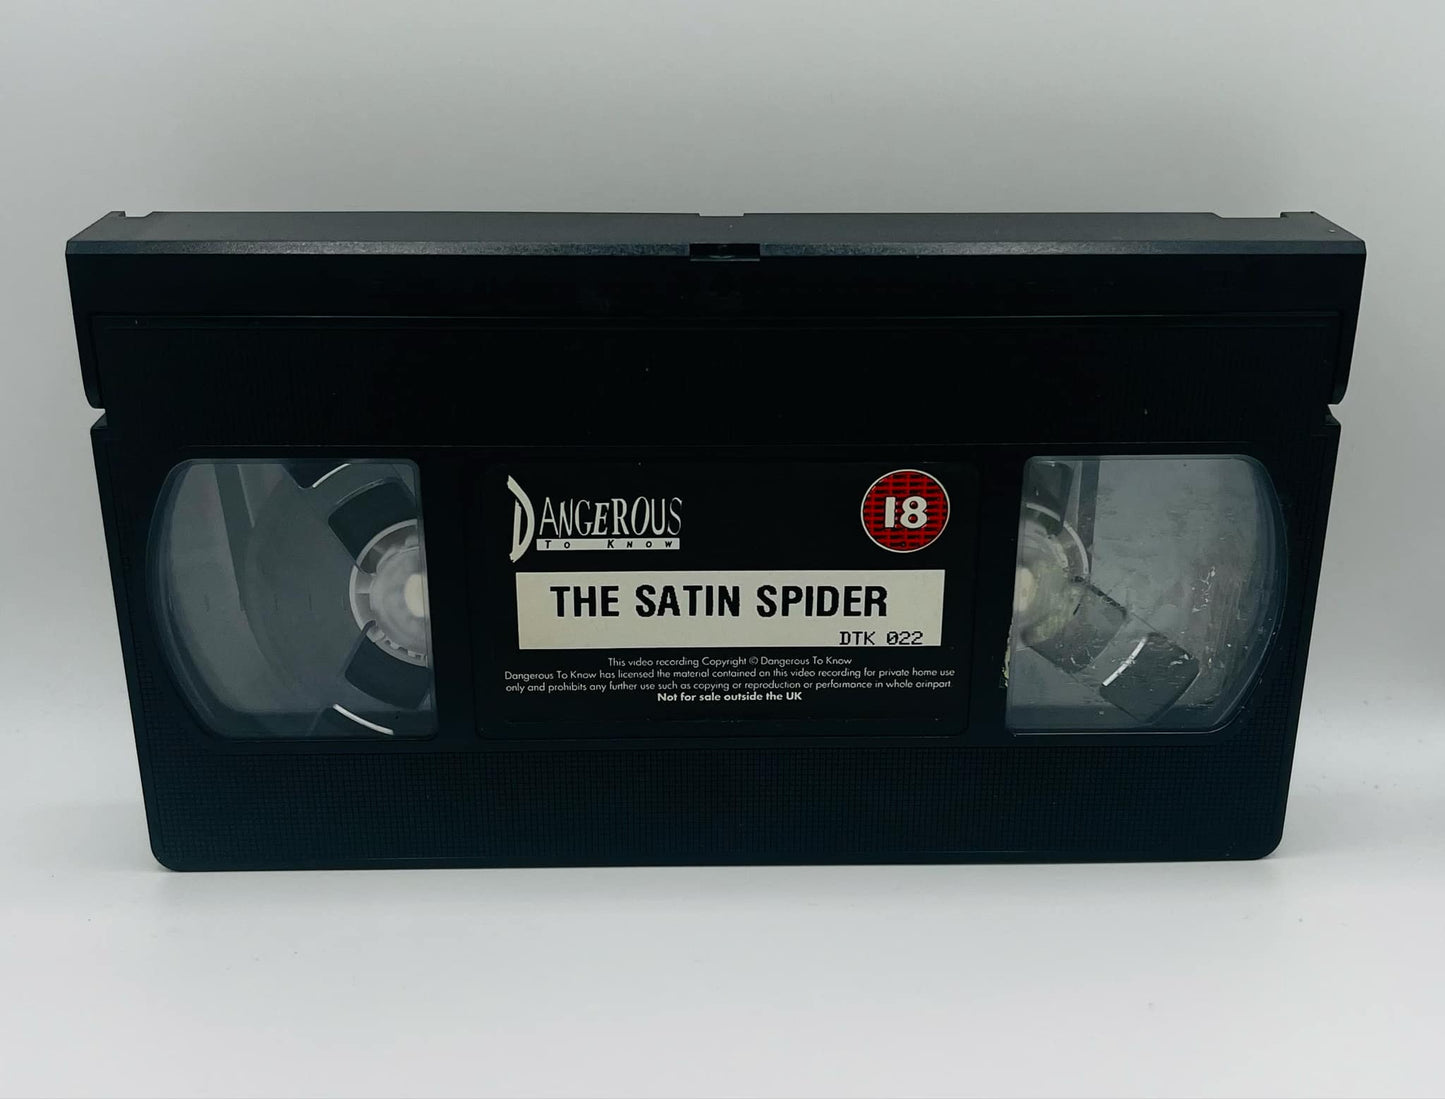 DANGEROUS
TO KNOW
18
THE SATIN SPIDER
DTK 022
This video recording Copyright © Dangerous To Know
Dangerous To Know has licensed the material contained on this video recording for private home use
only and prohibits any further use such as copying or reproduction or performance in whole orinpart.
Not for sale outside the UK